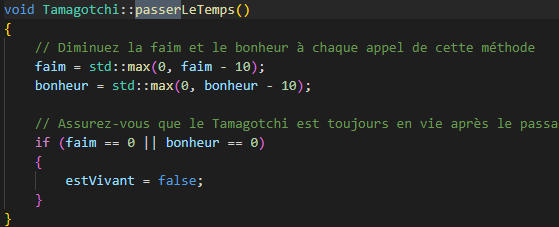 void Tamagotchi::passerLeTemps()
{
// Diminuez la faim et le bonheur à chaque appel de cette méthode
faim = std::max(0, faim - 10);
bonheur = std::max(0, bonheur - 10);
// Assurez-vous que le Tamagotchi est toujours en vie après le passa
if (faim == 0 || bonheur == 0)
{
estVivant = false;
}
}